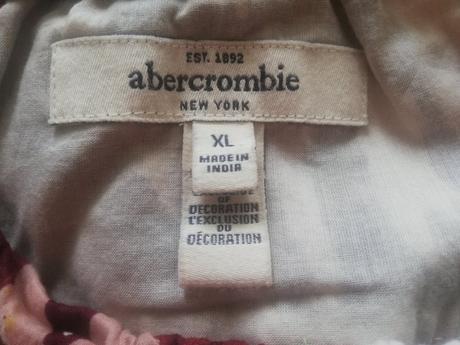 EST. 1892
abercrombie
NEW YORK
XL
MADE IN
INDIA
OF
DECORATION
L'EXCLUSION
DU
DÉCORATION